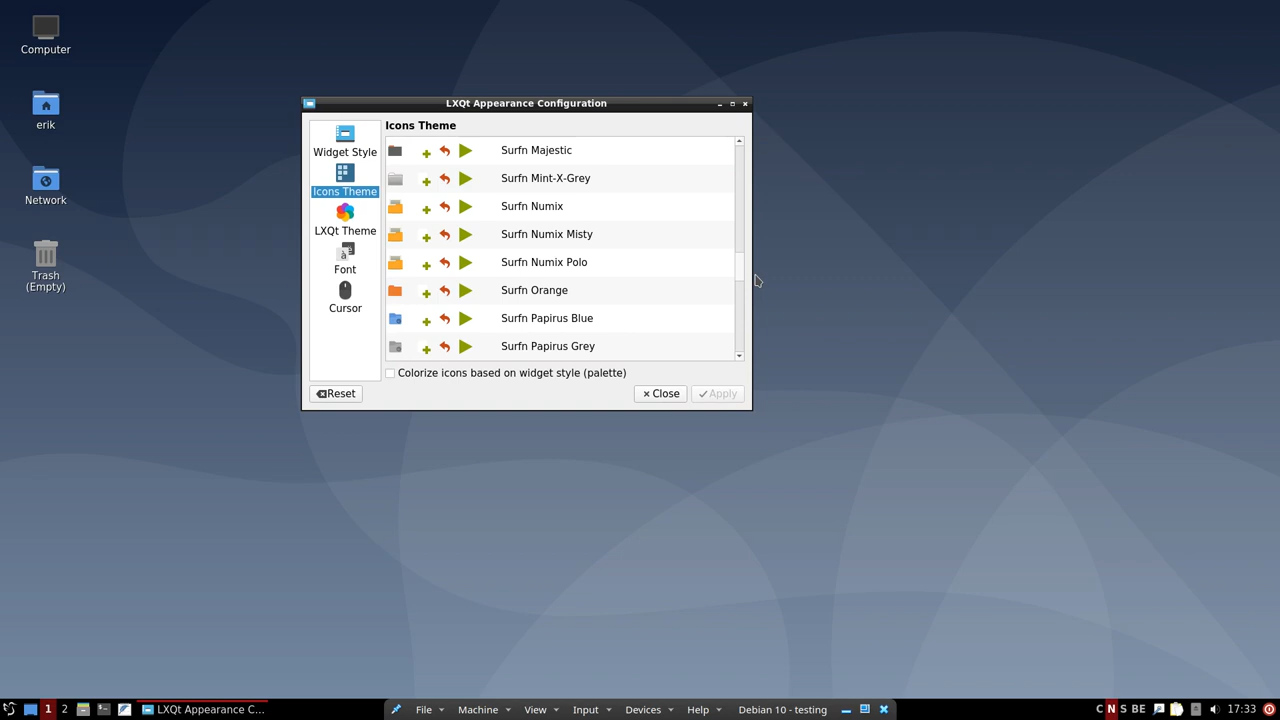 Computer
erik
Network
Trash
(Empty)
LXQt Appearance Configuration
Widget Style
Icons Theme
LXQt Theme
Font
Cursor
Icons Theme
Surfn Majestic
Surfn Mint-X-Grey
Surfn Numix
Surfn Numix Misty
Surfn Numix Polo
Surfn Orange
Surfn Papirus Blue
Surfn Papirus Grey
Colorize icons based on widget style (palette)
Reset
Close
Apply
1 2 LXQt Appearance C... File Machine View Input Devices Help Debian 10 - testing C N S BE 17:33